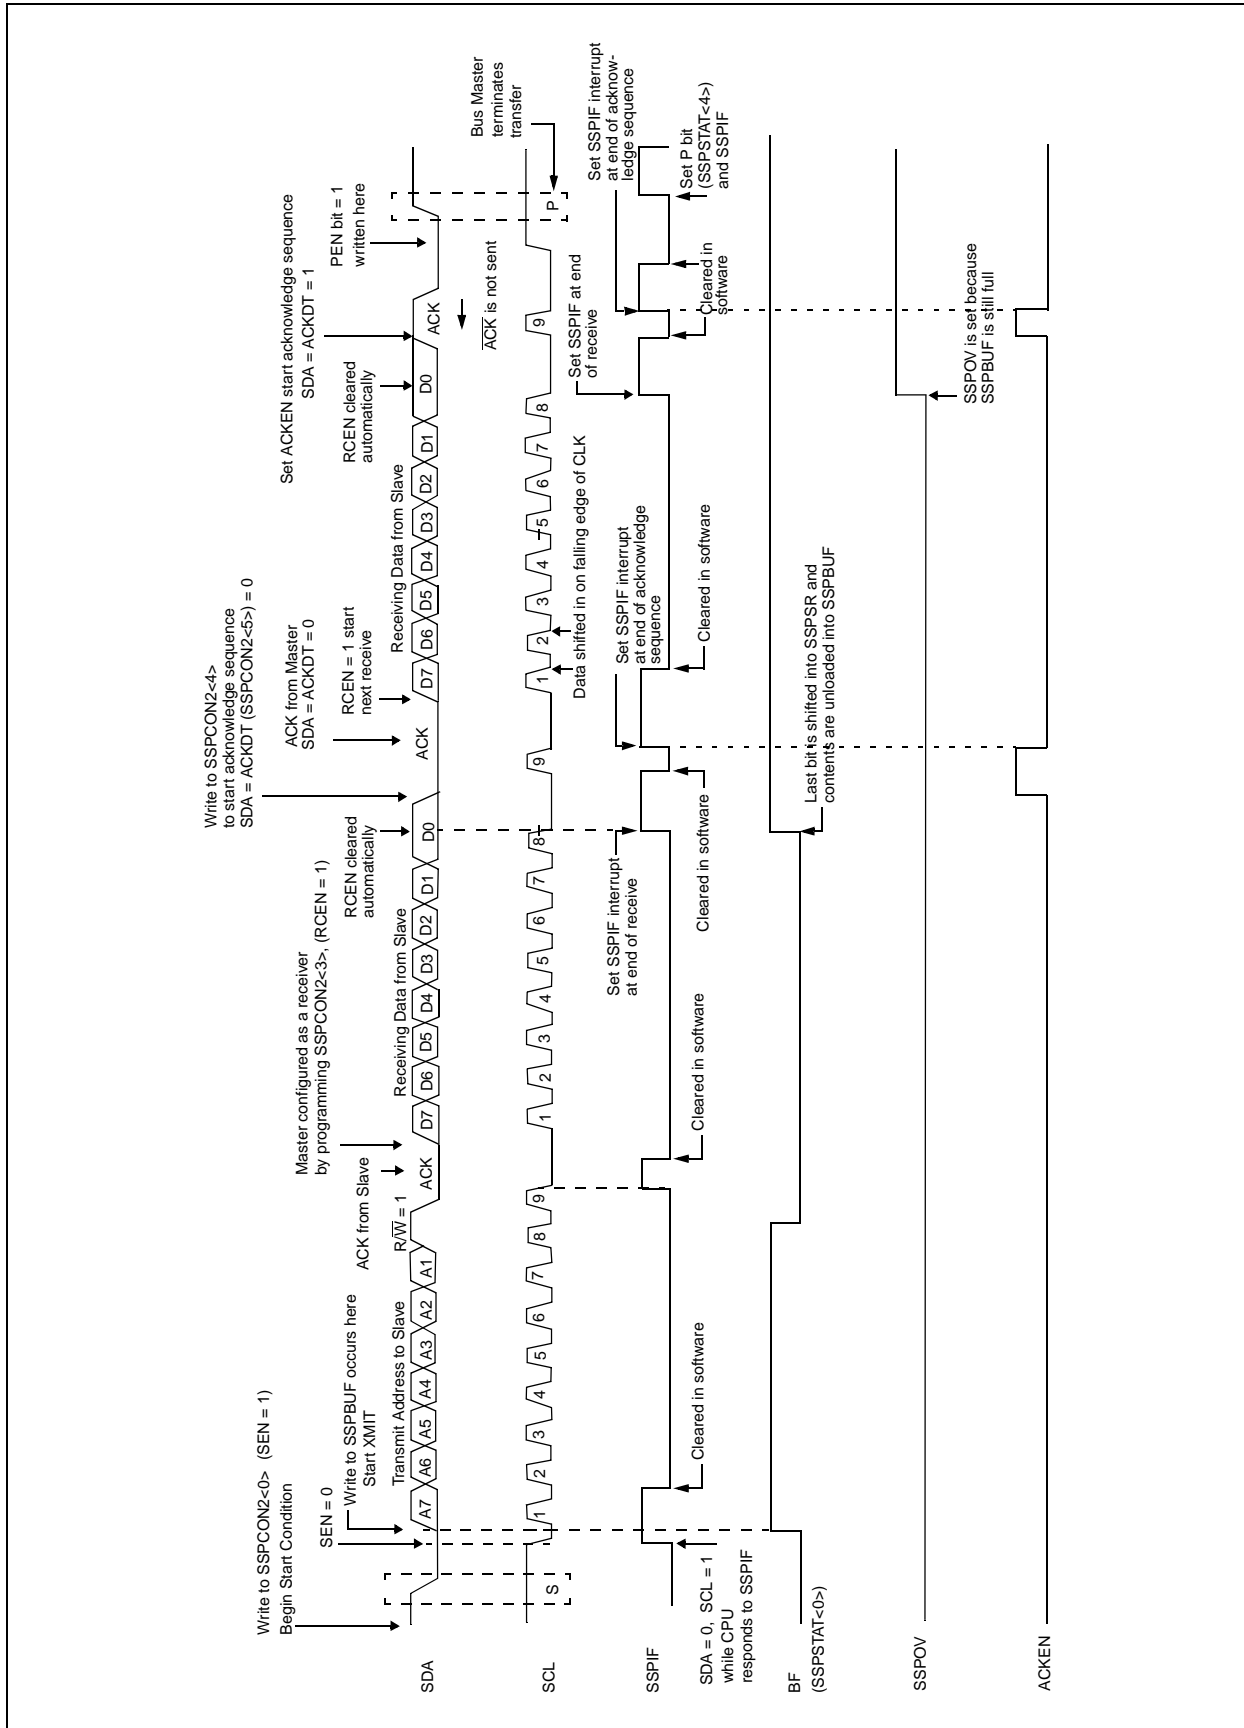 Write to SSPCON2<0> (SEN = 1)
Begin Start Condition
SEN = 0
Write to SSPBUF occurs here
Start XMIT
Transmit Address to Slave
R/W = 1
ACK from Slave
Master configured as a receiver
by programming SSPCON2<3>, (RCEN = 1)
Receiving Data from Slave
RCEN cleared
automatically
Write to SSPCON2<4>
to start acknowledge sequence
SDA = ACKDT (SSPCON2<5>) = 0
ACK from Master
SDA = ACKDT = 0
RCEN = 1 start
next receive
Receiving Data from Slave
RCEN cleared
automatically
Set ACKEN start acknowledge sequence
SDA = ACKDT = 1
PEN bit = 1
written here
SDA
A7 A6 A5 A4 A3 A2 A1 ACK D7 D6 D5 D4 D3 D2 D1 D0 ACK D7 D6 D5 D4 D3 D2 D1 D0 ACK
ACK is not sent
Bus Master
terminates
transfer
SCL
S 1 2 3 4 5 6 7 8 9 1 2 3 4 5 6 7 8 9 1 2 3 4 5 6 7 8 9 P
Data shifted in on falling edge of CLK
Set SSPIF interrupt
at end of receive
Set SSPIF interrupt
at end of acknowledge
sequence
Set SSPIF at end
of receive
Set SSPIF interrupt
at end of acknow-
ledge sequence
SSPIF
SDA = 0, SCL = 1
while CPU
responds to SSPIF
Cleared in software
Cleared in software
Cleared in software
Cleared in software
Cleared in
software
Set P bit
(SSPSTAT<4>)
and SSPIF
BF
(SSPSTAT<0>)
Last bit is shifted into SSPSR and
contents are unloaded into SSPBUF
SSPOV
SSPOV is set because
SSPBUF is still full
ACKEN